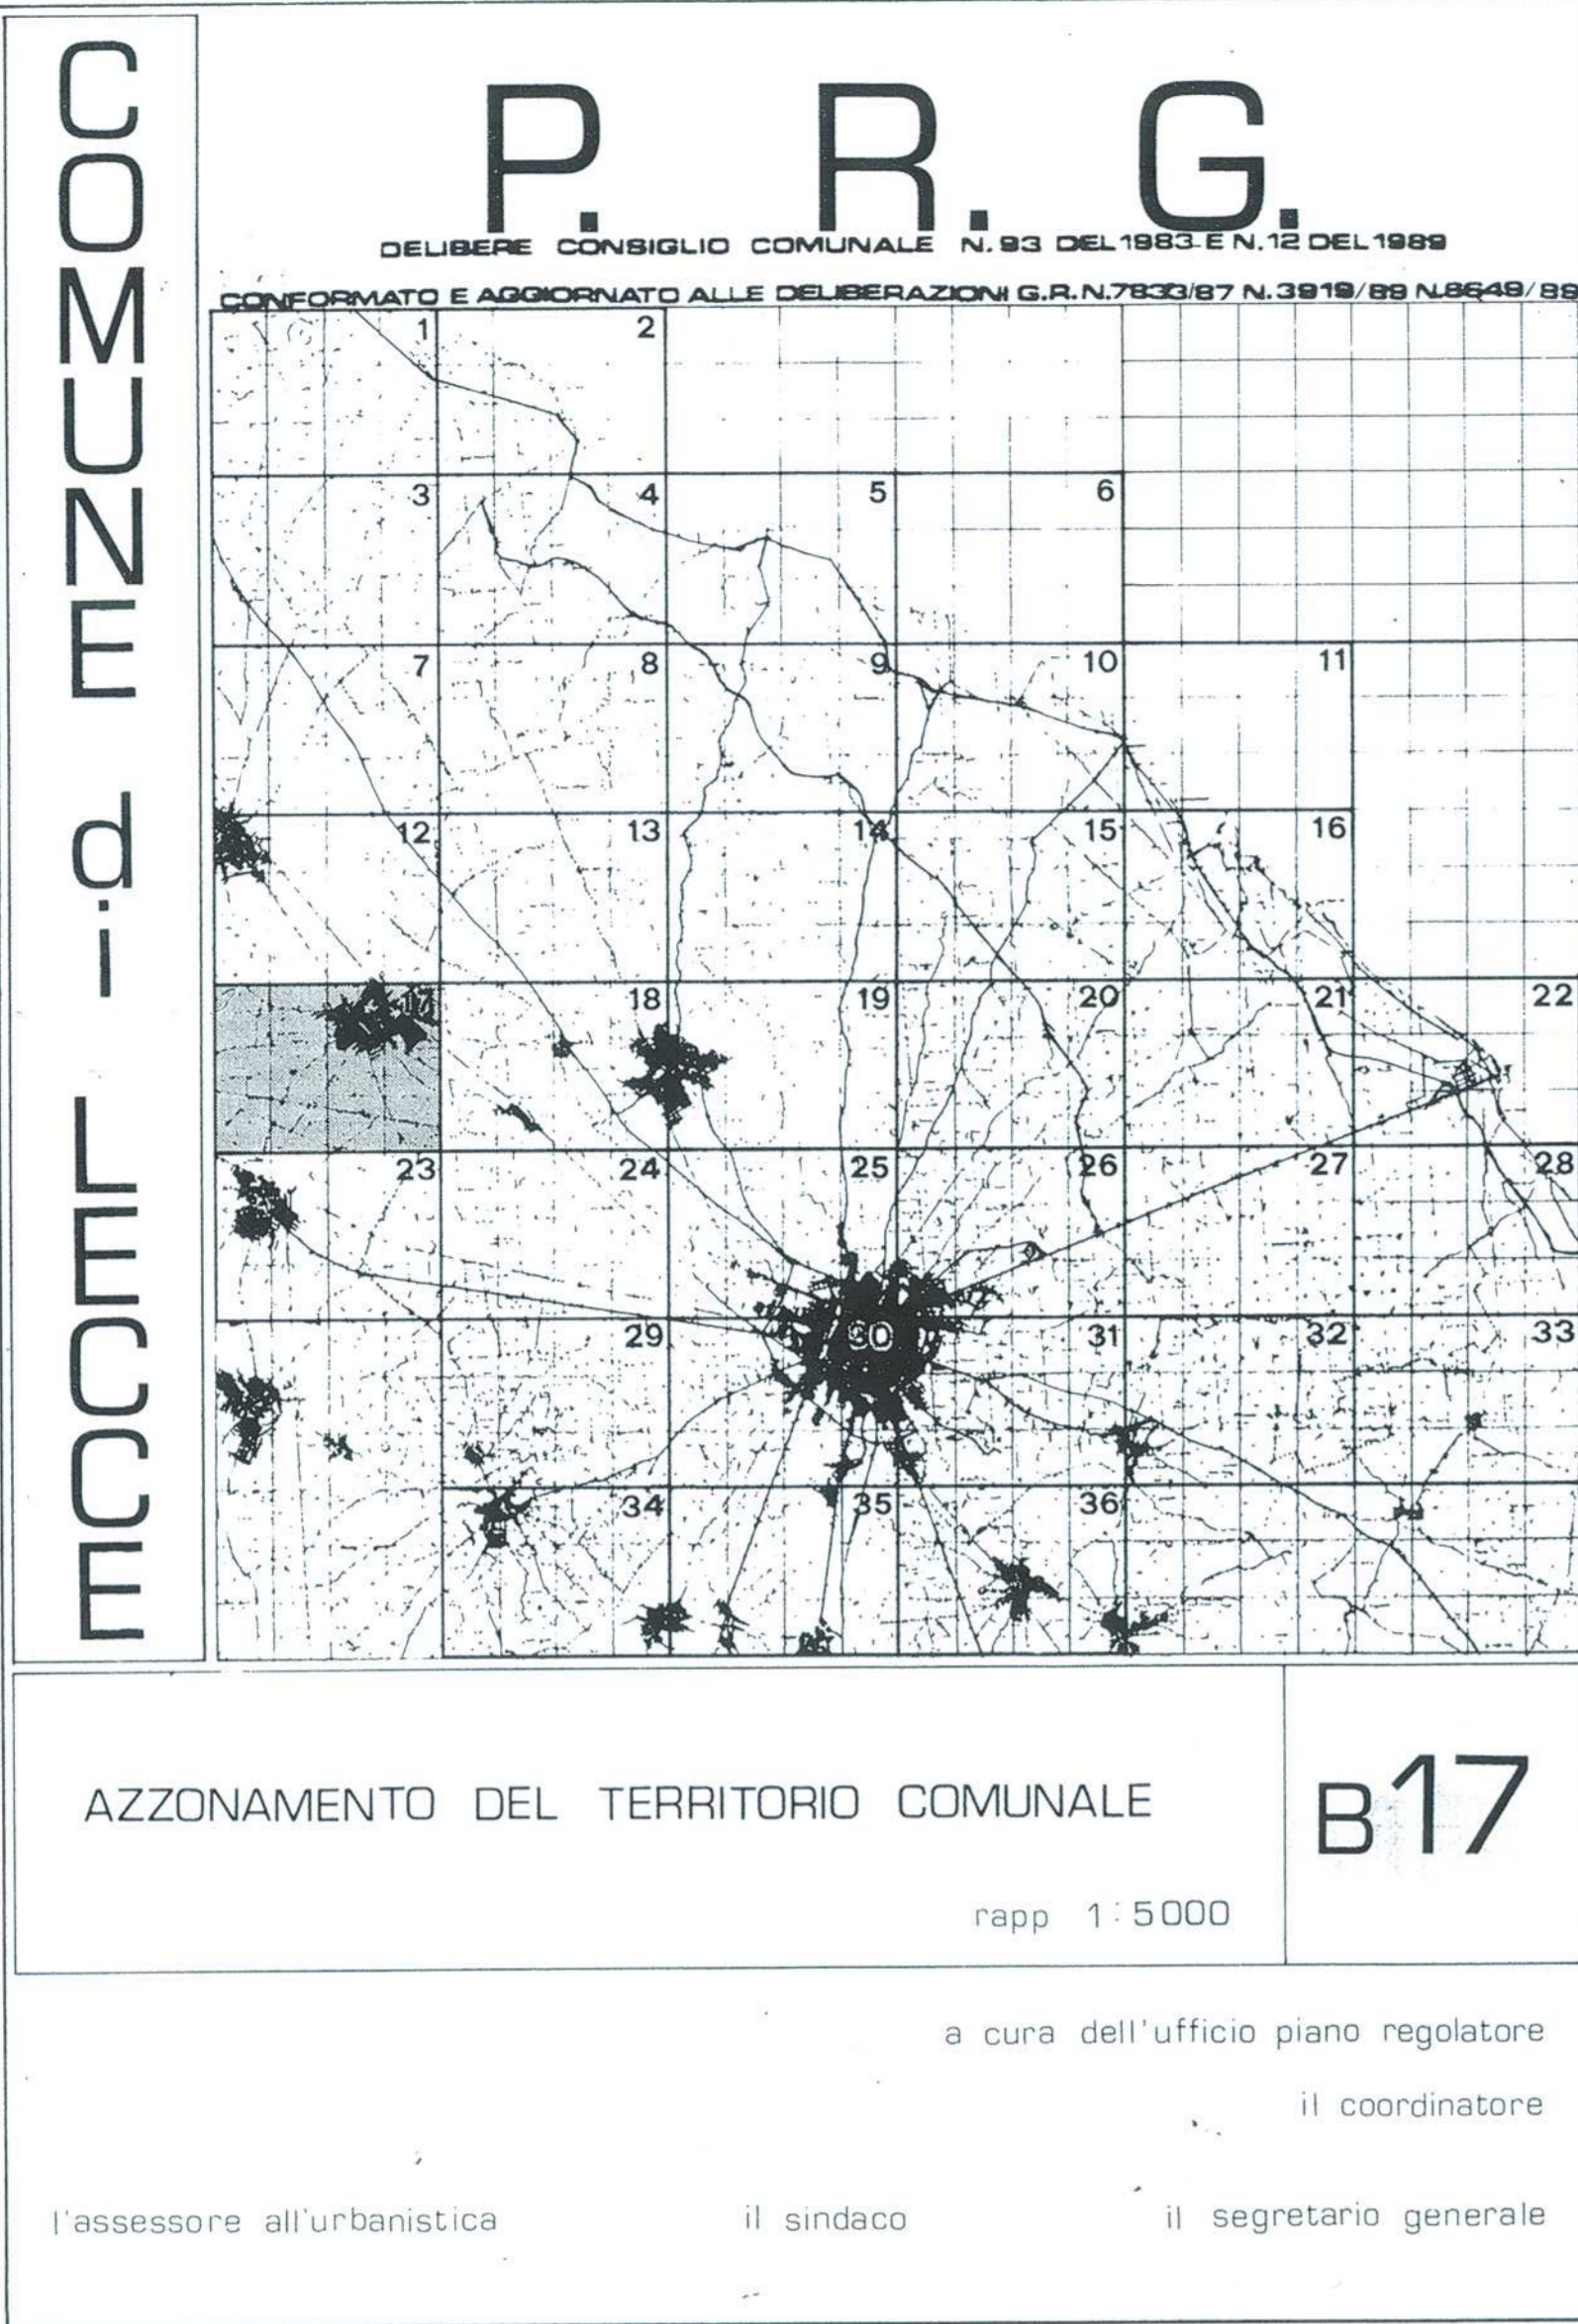 COMUNE di LECCE
P. R. G.
DELIBERE CONSIGLIO COMUNALE N. 93 DEL 1983 E N. 12 DEL 1989
CONFORMATO E AGGIORNATO ALLE DELIBERAZIONI G.R.N.7833/87 N.3919/89 N.8649/89
1 2
3 4 5 6
7 8 9 10 11
12 13 14 15 16
17 18 19 20 21 22
23 24 25 26 27 28
29 30 31 32 33
34 35 36
AZZONAMENTO DEL TERRITORIO COMUNALE
B17
rapp 1:5000
a cura dell'ufficio piano regolatore
il coordinatore
l'assessore all'urbanistica il sindaco il segretario generale